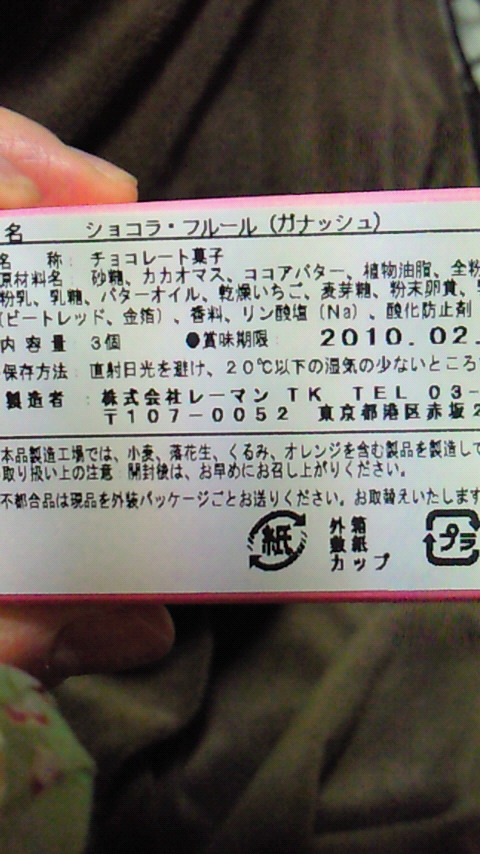 名 ショコラ・フルール（ガナッシュ）
名 称： チョコレート菓子
原材料名： 砂糖、カカオマス、ココアバター、植物油脂、全粉
粉乳、乳糖、バターオイル、乾燥いちご、麦芽糖、粉末卵黄、
（ビートレッド、金箔）、香料、リン酸塩（Na）、酸化防止剤
内容量： 3個 ●賞味期限： 2010.02.
保存方法： 直射日光を避け、20℃以下の湿気の少ないところ
製造者 ： 株式会社レーマン TK TEL 03-
〒107-0052 東京都港区赤坂2
本品製造工場では、小麦、落花生、くるみ、オレンジを含む製品を製造して
取り扱い上の注意：開封後は、お早めにお召し上がりください。
不都合品は現品を外装パッケージごとお送りください。お取替えいたします
紙 外箱 プラ
敷紙
カップ